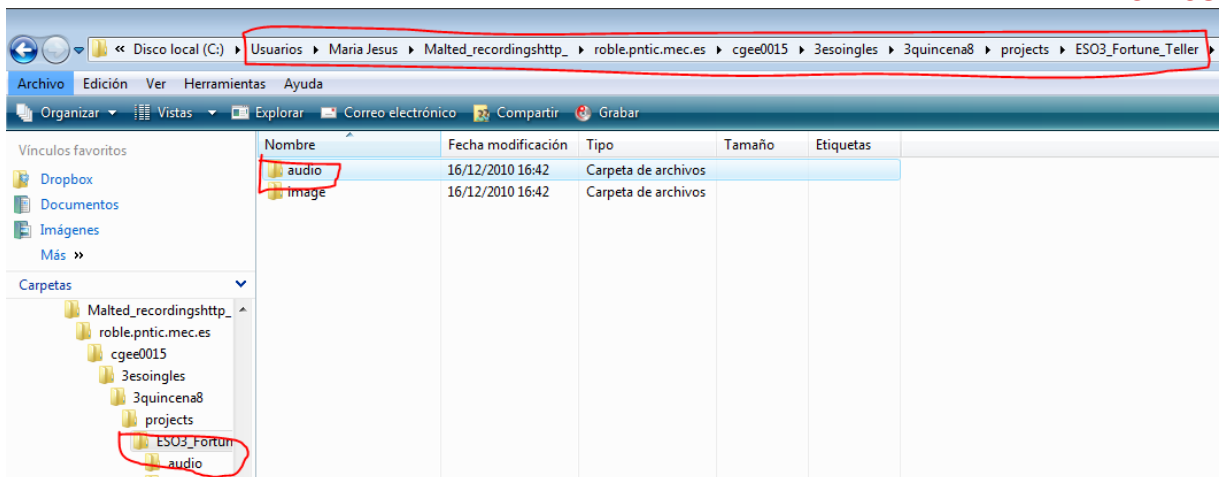 « Disco local (C:) ▸ Usuarios ▸ Maria Jesus ▸ Malted_recordingshttp_ ▸ roble.pntic.mec.es ▸ cgee0015 ▸ 3esoingles ▸ 3quincena8 ▸ projects ▸ ESO3_Fortune_Teller ▸
Archivo Edición Ver Herramientas Ayuda
Organizar Vistas Explorar Correo electrónico Compartir Grabar
Vínculos favoritos
Dropbox
Documentos
Imágenes
Más »
Nombre Fecha modificación Tipo Tamaño Etiquetas
audio 16/12/2010 16:42 Carpeta de archivos
image 16/12/2010 16:42 Carpeta de archivos
Carpetas
Malted_recordingshttp_
roble.pntic.mec.es
cgee0015
3esoingles
3quincena8
projects
ESO3_Fortun
audio